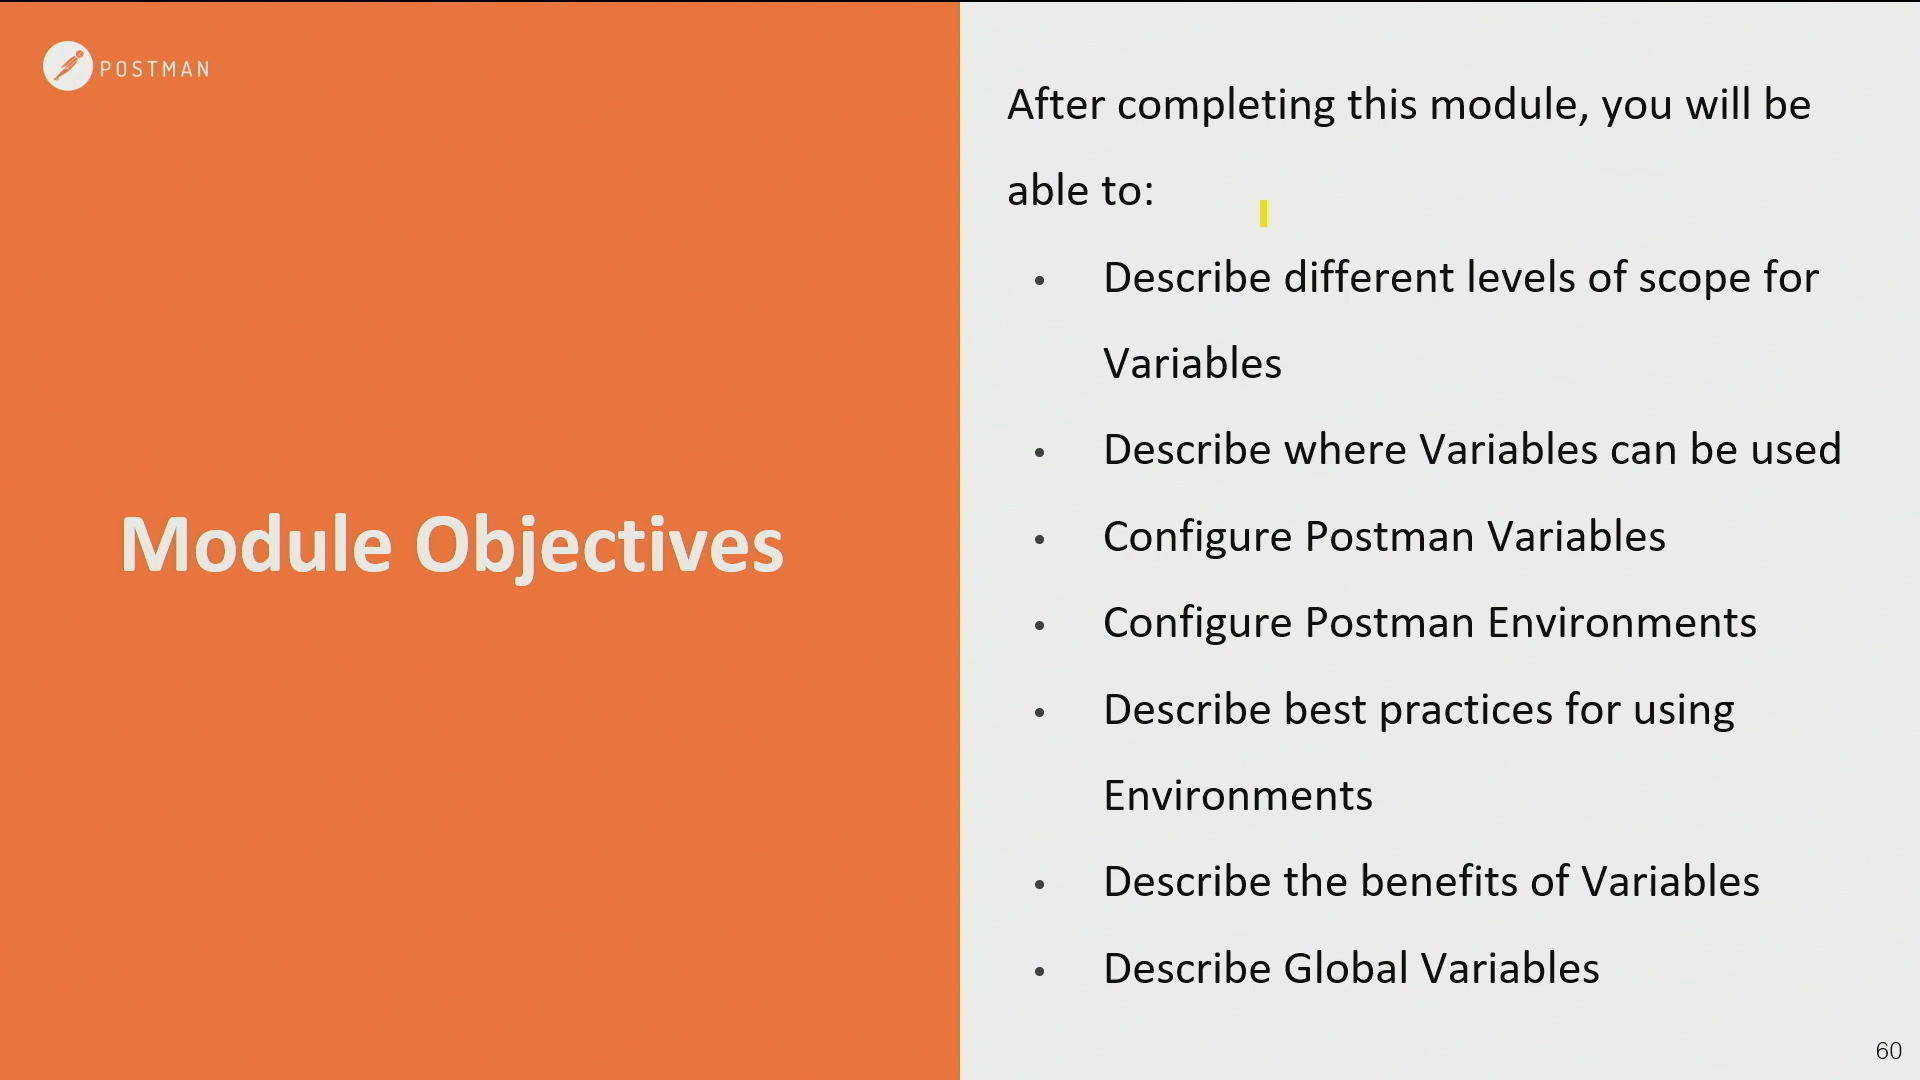 POSTMAN
Module Objectives
After completing this module, you will be
able to:
• Describe different levels of scope for
Variables
• Describe where Variables can be used
• Configure Postman Variables
• Configure Postman Environments
• Describe best practices for using
Environments
• Describe the benefits of Variables
• Describe Global Variables
60